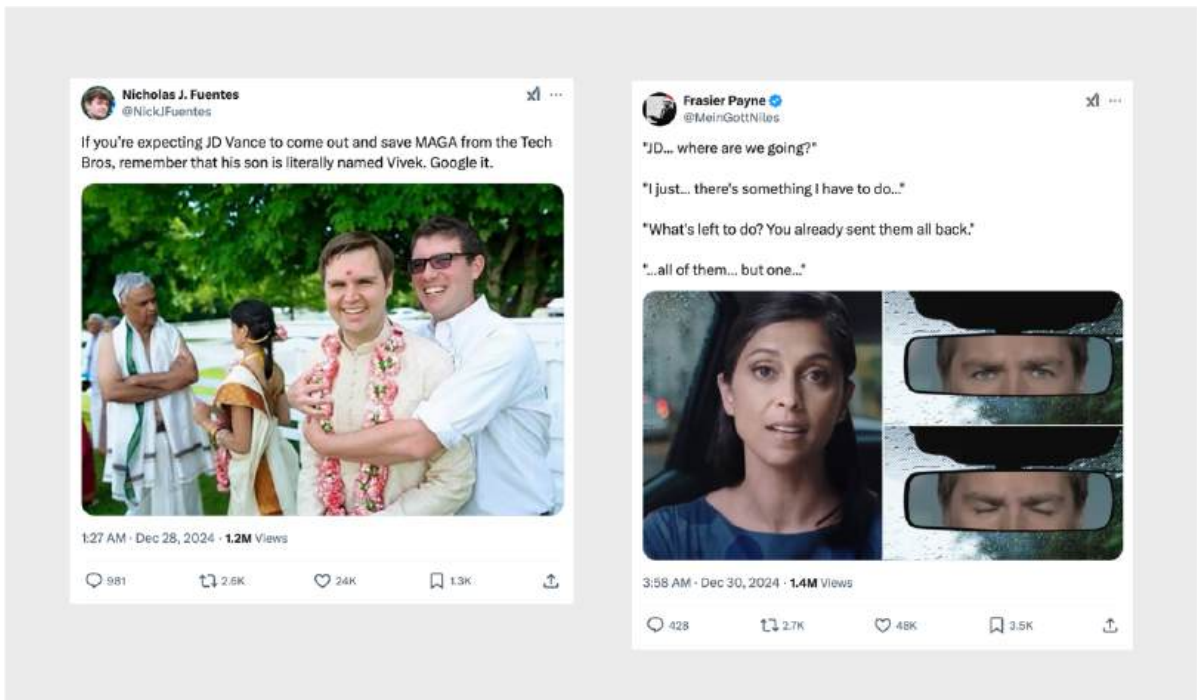 Nicholas J. Fuentes
@NickJFuentes
If you're expecting JD Vance to come out and save MAGA from the Tech
Bros, remember that his son is literally named Vivek. Google it.
1:27 AM · Dec 28, 2024 · 1.2M Views
981 2.6K 24K 1.3K
Frasier Payne
@MeinGottNiles
"JD... where are we going?"
"I just... there's something I have to do..."
"What's left to do? You already sent them all back."
"...all of them... but one..."
3:58 AM · Dec 30, 2024 · 1.4M Views
428 2.7K 48K 3.5K